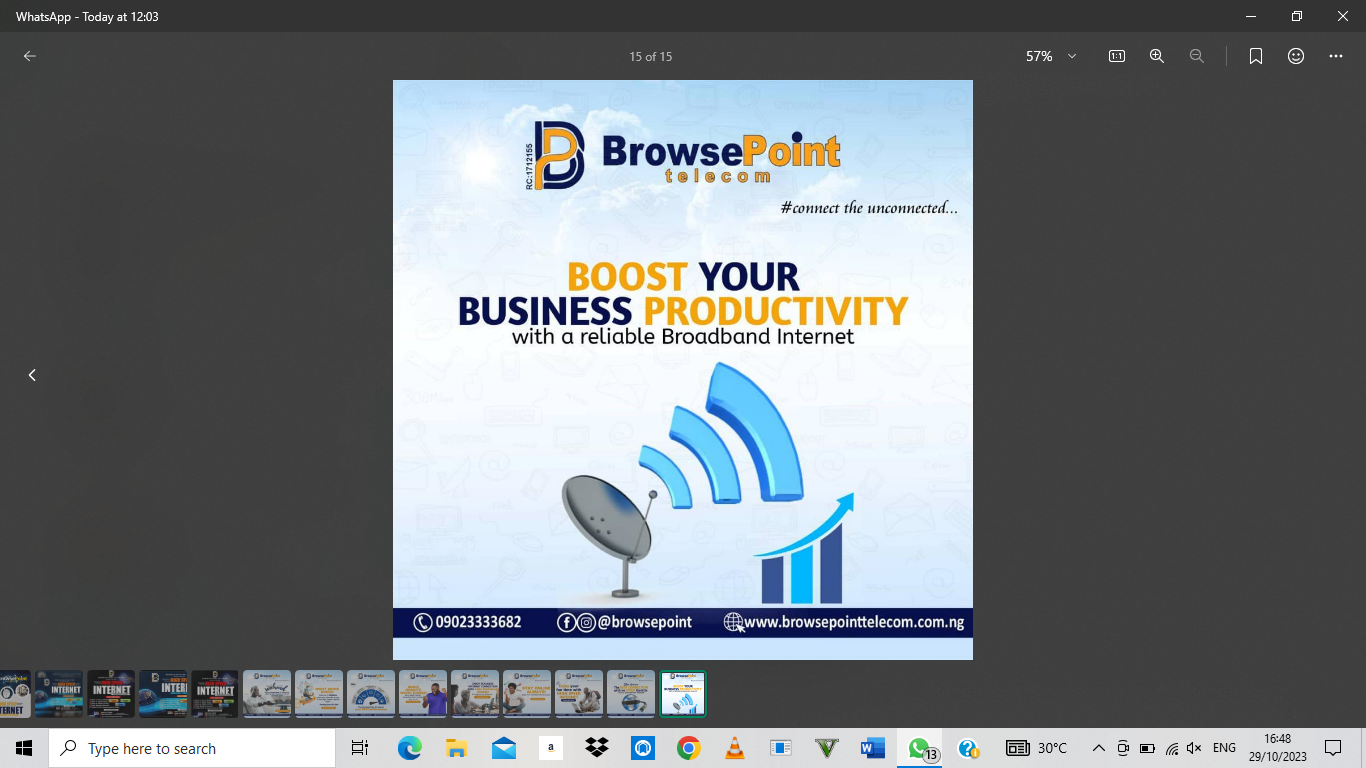 WhatsApp - Today at 12:03
15 of 15
57%
1:1
RC:1712155
BrowsePoint
telecom
#connect the unconnected...
BOOST YOUR
BUSINESS PRODUCTIVITY
with a reliable Broadband Internet
09023333682
@browsepoint
www.browsepointtelecom.com.ng
INTERNET
INTERNET
INTERNET
Type here to search
a
W
13
30°C
ENG
16:48
29/10/2023